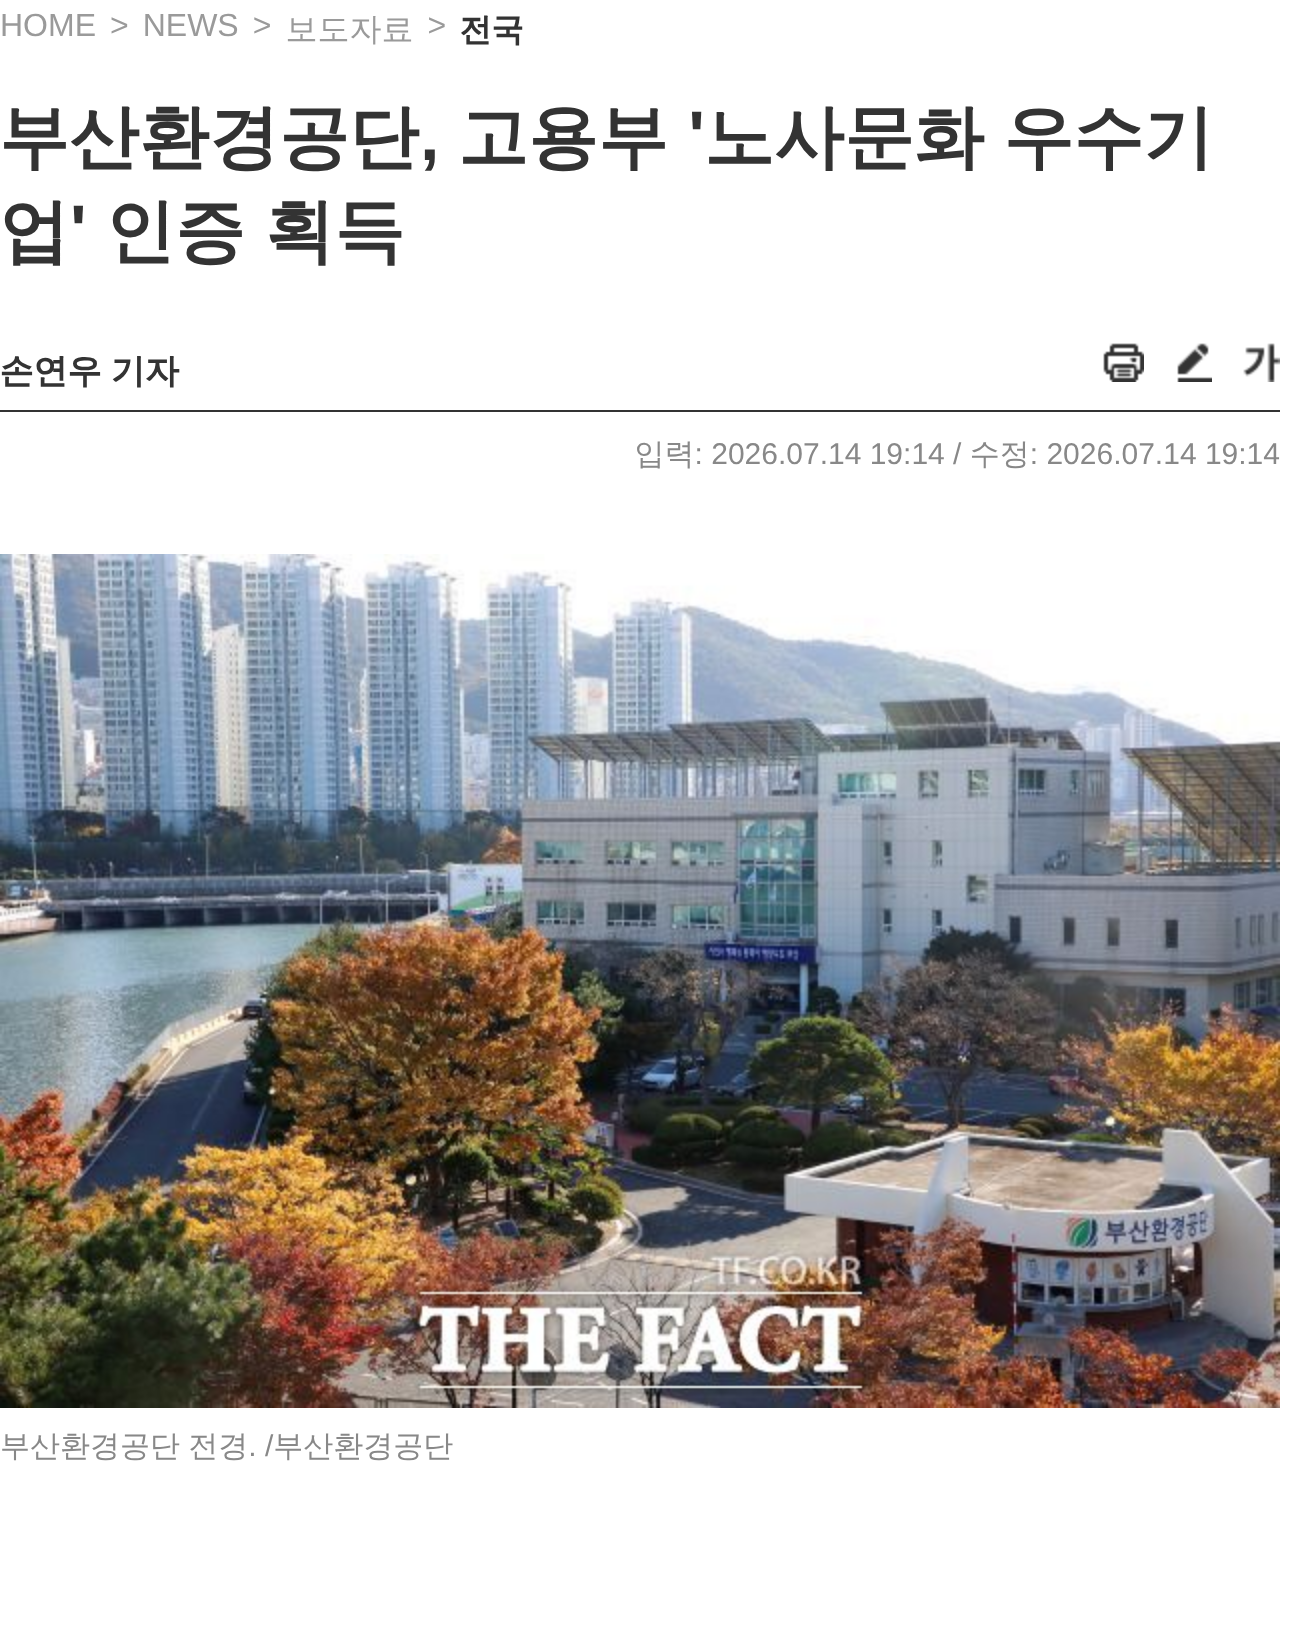 HOME > NEWS > 보도자료 > 전국
부산환경공단, 고용부 '노사문화 우수기
업' 인증 획득
손연우 기자
가
입력: 2026.07.14 19:14 / 수정: 2026.07.14 19:14
부산환경공단
TF.CO.KR
THE FACT
부산환경공단 전경. /부산환경공단